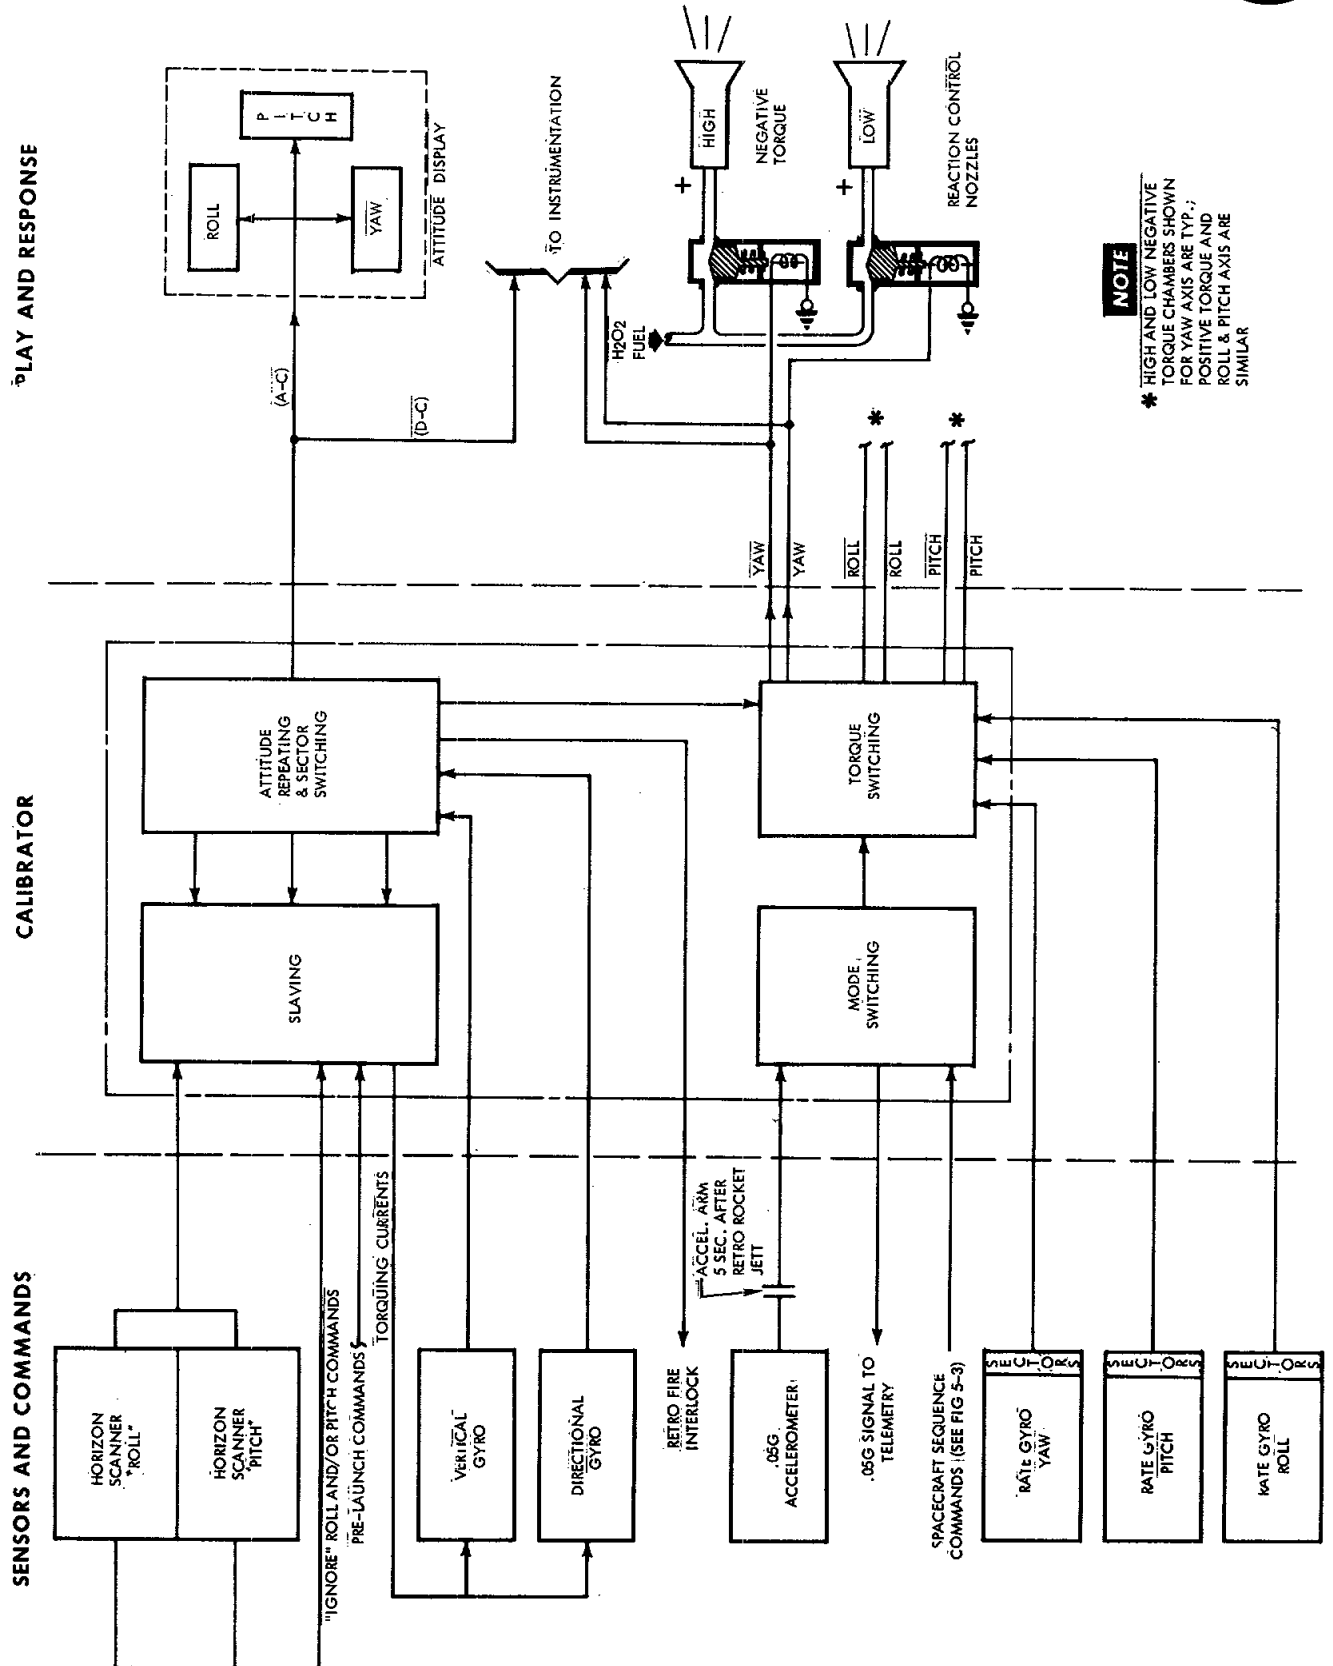 SENSORS AND COMMANDS
CALIBRATOR
PLAY AND RESPONSE
HORIZON
SCANNER
"ROLL"
HORIZON
SCANNER
"PITCH"
"IGNORE" ROLL AND/OR PITCH COMMANDS
PRE-LAUNCH COMMANDS
TORQUING CURRENTS
VERTICAL
GYRO
DIRECTIONAL
GYRO
RETRO FIRE
INTERLOCK
ACCEL. ARM
5 SEC. AFTER
RETRO ROCKET
JETT
.05G
ACCELEROMETER
.05G SIGNAL TO
TELEMETRY
SPACECRAFT SEQUENCE
COMMANDS (SEE FIG 5-3)
RATE GYRO
YAW
SECTORS
RATE GYRO
PITCH
SECTORS
RATE GYRO
ROLL
SECTORS
SLAVING
ATTITUDE
REPEATING
& SECTOR
SWITCHING
MODE
SWITCHING
TORQUE
SWITCHING
(A-C)
(D-C)
ROLL
PITCH
YAW
ATTITUDE DISPLAY
TO INSTRUMENTATION
H2O2
FUEL
YAW
YAW
ROLL
ROLL
*
PITCH
PITCH
*
+
HIGH
NEGATIVE
TORQUE
+
LOW
REACTION CONTROL
NOZZLES
NOTE
* HIGH AND LOW NEGATIVE
TORQUE CHAMBERS SHOWN
FOR YAW AXIS ARE TYP.;
POSITIVE TORQUE AND
ROLL & PITCH AXIS ARE
SIMILAR